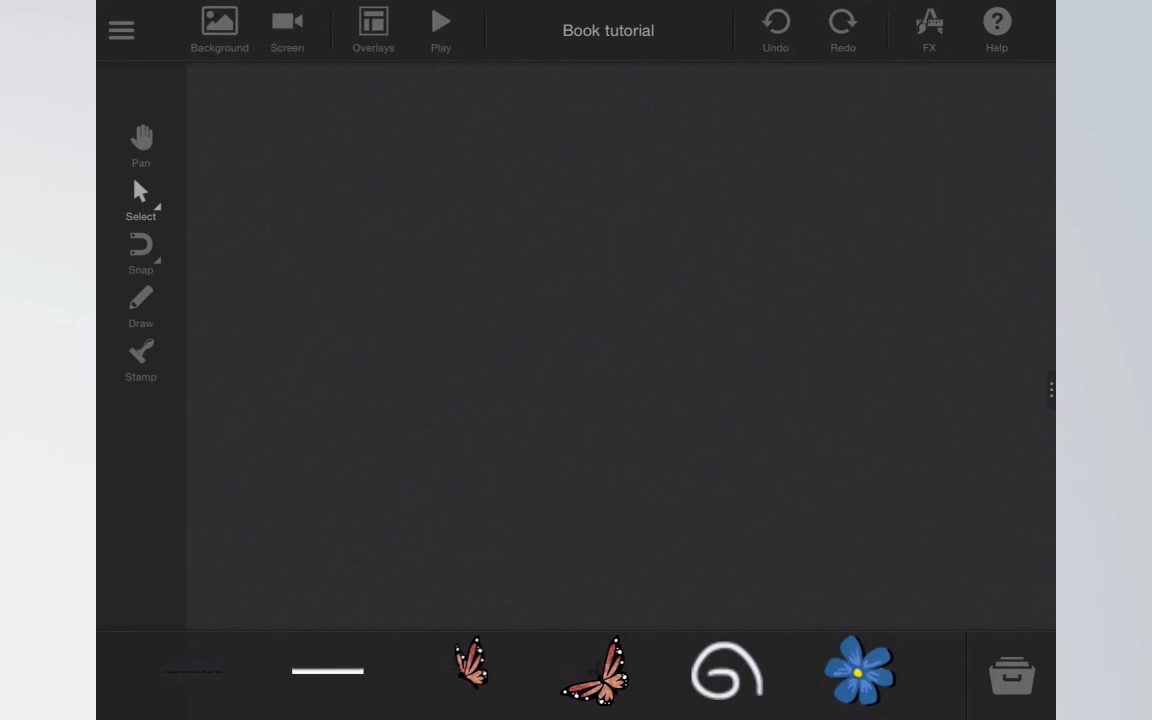 Background Screen Overlays Play Book tutorial Undo Redo FX Help
Pan
Select
Snap
Draw
Stamp